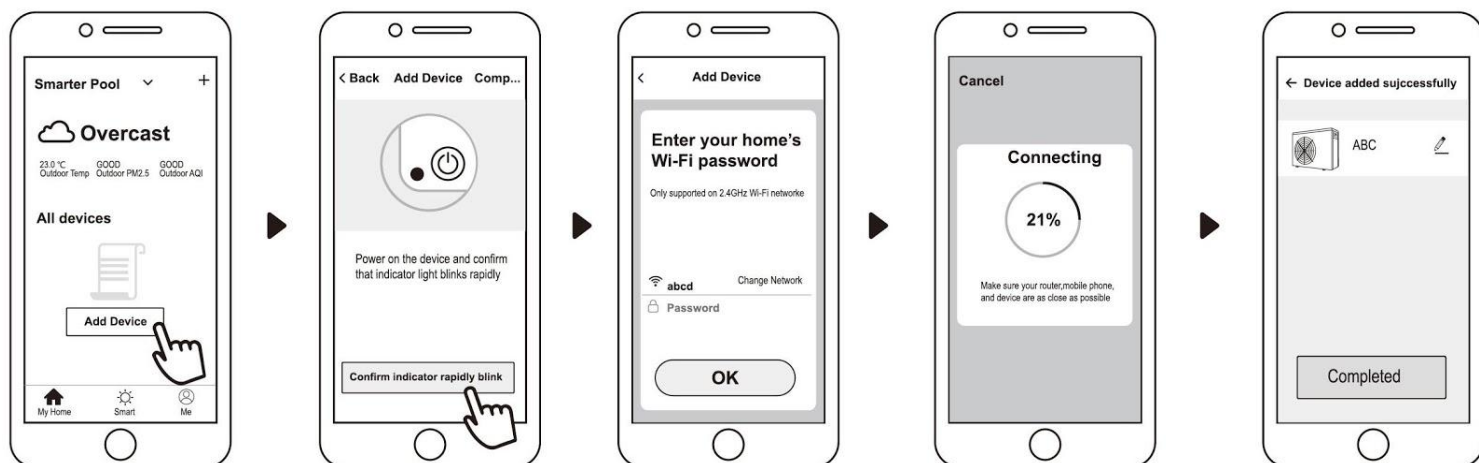 Smarter Pool +
Overcast
23.0 ℃ GOOD GOOD
Outdoor Temp Outdoor PM2.5 Outdoor AQI
All devices
Add Device
My Home Smart Me
< Back Add Device Comp...
Power on the device and confirm
that indicator light blinks rapidly
Confirm indicator rapidly blink
< Add Device
Enter your home's
Wi-Fi password
Only supported on 2.4GHz Wi-Fi networke
abcd Change Network
Password
OK
Cancel
Connecting
21%
Make sure your router,mobile phone,
and device are as close as possible
← Device added sujccessfully
ABC
Completed